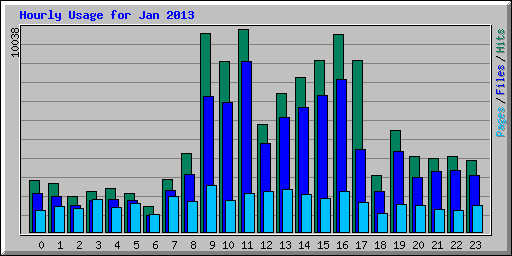 Hourly Usage for Jan 2013
10038
Pages / Files / Hits
0 1 2 3 4 5 6 7 8 9 10 11 12 13 14 15 16 17 18 19 20 21 22 23